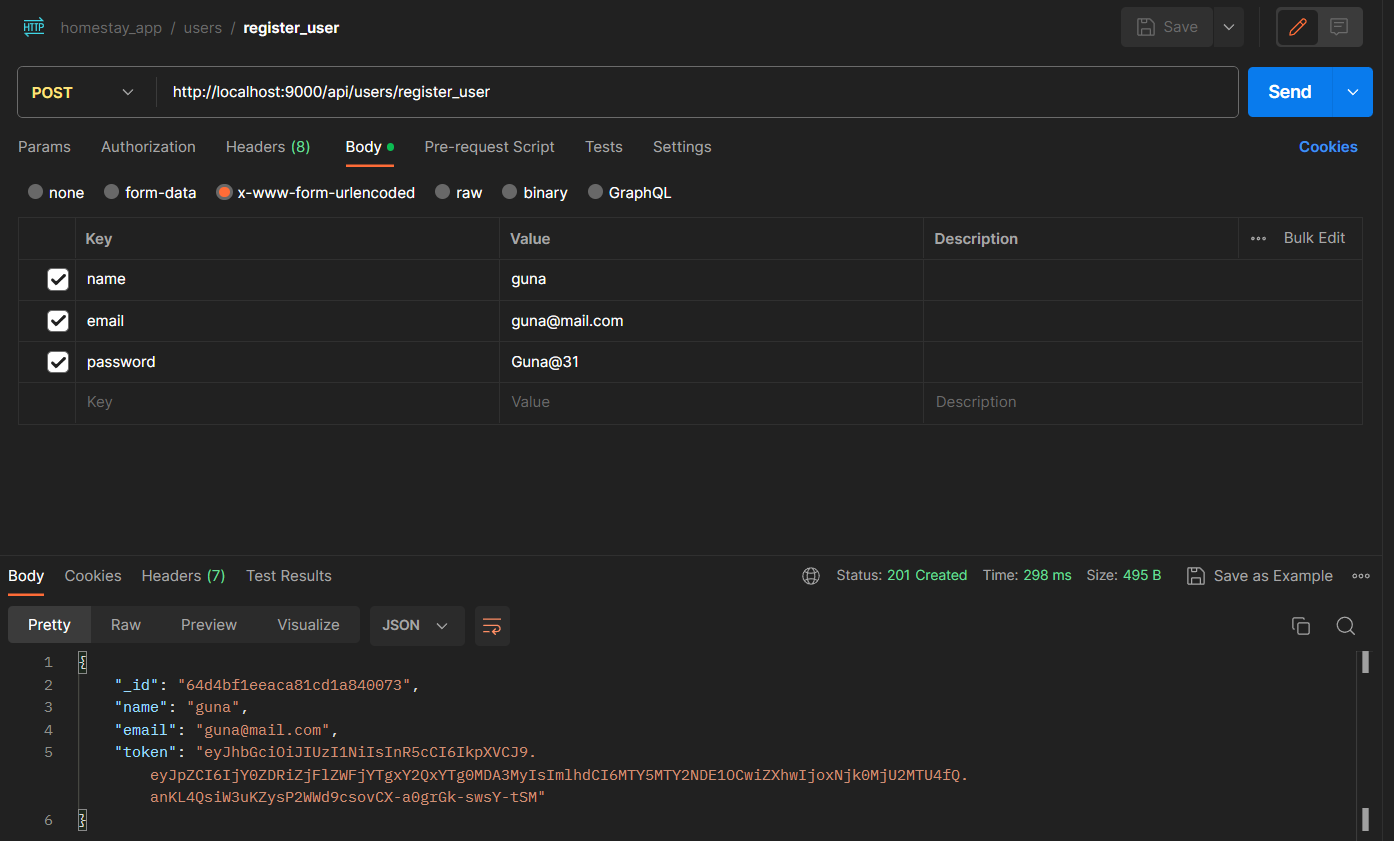 HTTP homestay_app / users / register_user Save
POST http://localhost:9000/api/users/register_user Send
Params Authorization Headers (8) Body Pre-request Script Tests Settings Cookies
none form-data x-www-form-urlencoded raw binary GraphQL
Key Value Description Bulk Edit
name guna
email guna@mail.com
password Guna@31
Key Value Description
Body Cookies Headers (7) Test Results Status: 201 Created Time: 298 ms Size: 495 B Save as Example
Pretty Raw Preview Visualize JSON
1 {
2 "_id": "64d4bf1eeaca81cd1a840073",
3 "name": "guna",
4 "email": "guna@mail.com",
5 "token": "eyJhbGciOiJIUzI1NiIsInR5cCI6IkpXVCJ9.
eyJpZCI6IjY0ZDRiZjFlZWFjYTgxY2QxYTg0MDA3MyIsImlhdCI6MTY5MTY2NDE1OCwiZXhwIjoxNjk0MjU2MTU4fQ.
anKL4QsiW3uKZysP2WWd9csovCX-a0grGk-swsY-tSM"
6 }